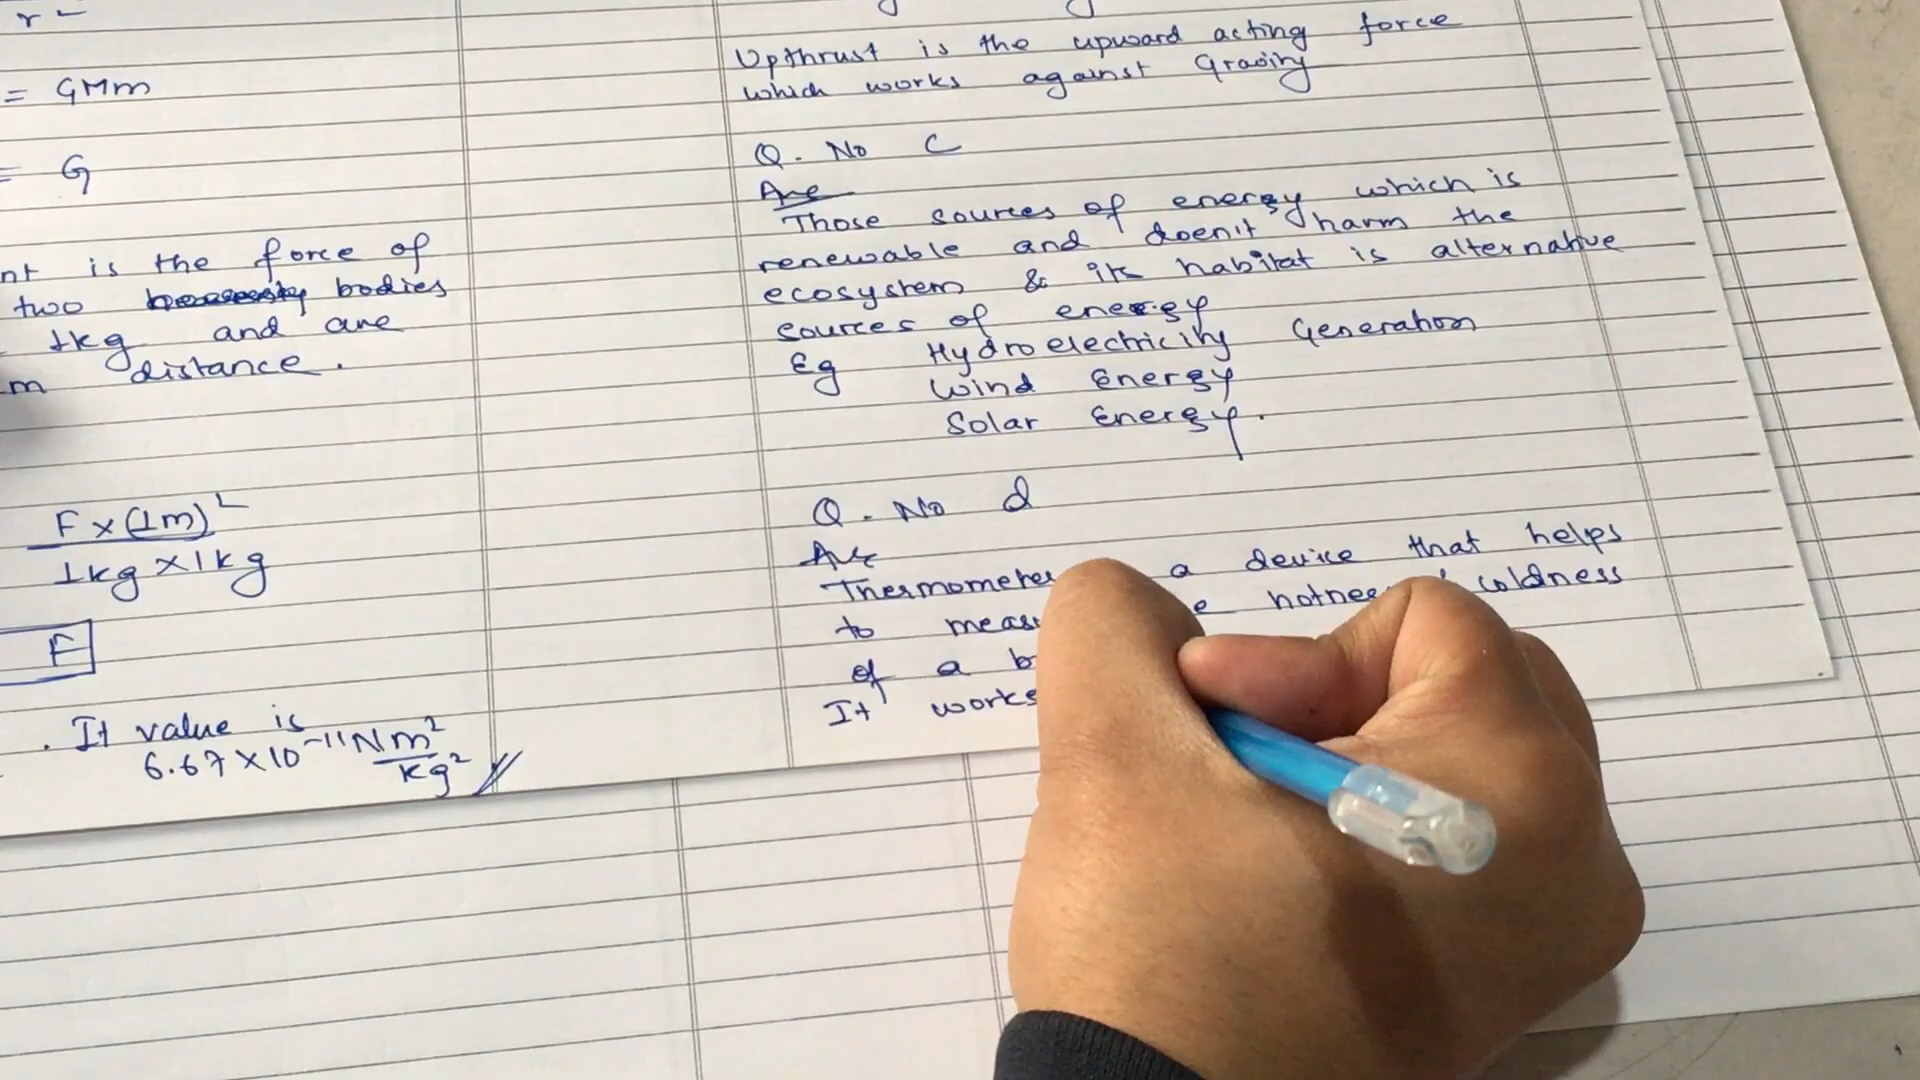 r²
= GMm
= G
nt is the force of
two bodies
1kg and are
m distance.
F x (1m)²
1kg x 1kg
F
. It value is
6.67 x 10⁻¹¹ Nm²
kg²
Upthrust is the upward acting force
which works against Gravity
Q. No C
Ans
Those sources of energy which is
renewable and doesn't harm the
ecosystem & its habitat is alternative
sources of energy
Eg Hydroelectricity Generation
Wind Energy
Solar Energy.
Q. No d
Ans
Thermometer a device that helps
to coldness
of a
It works